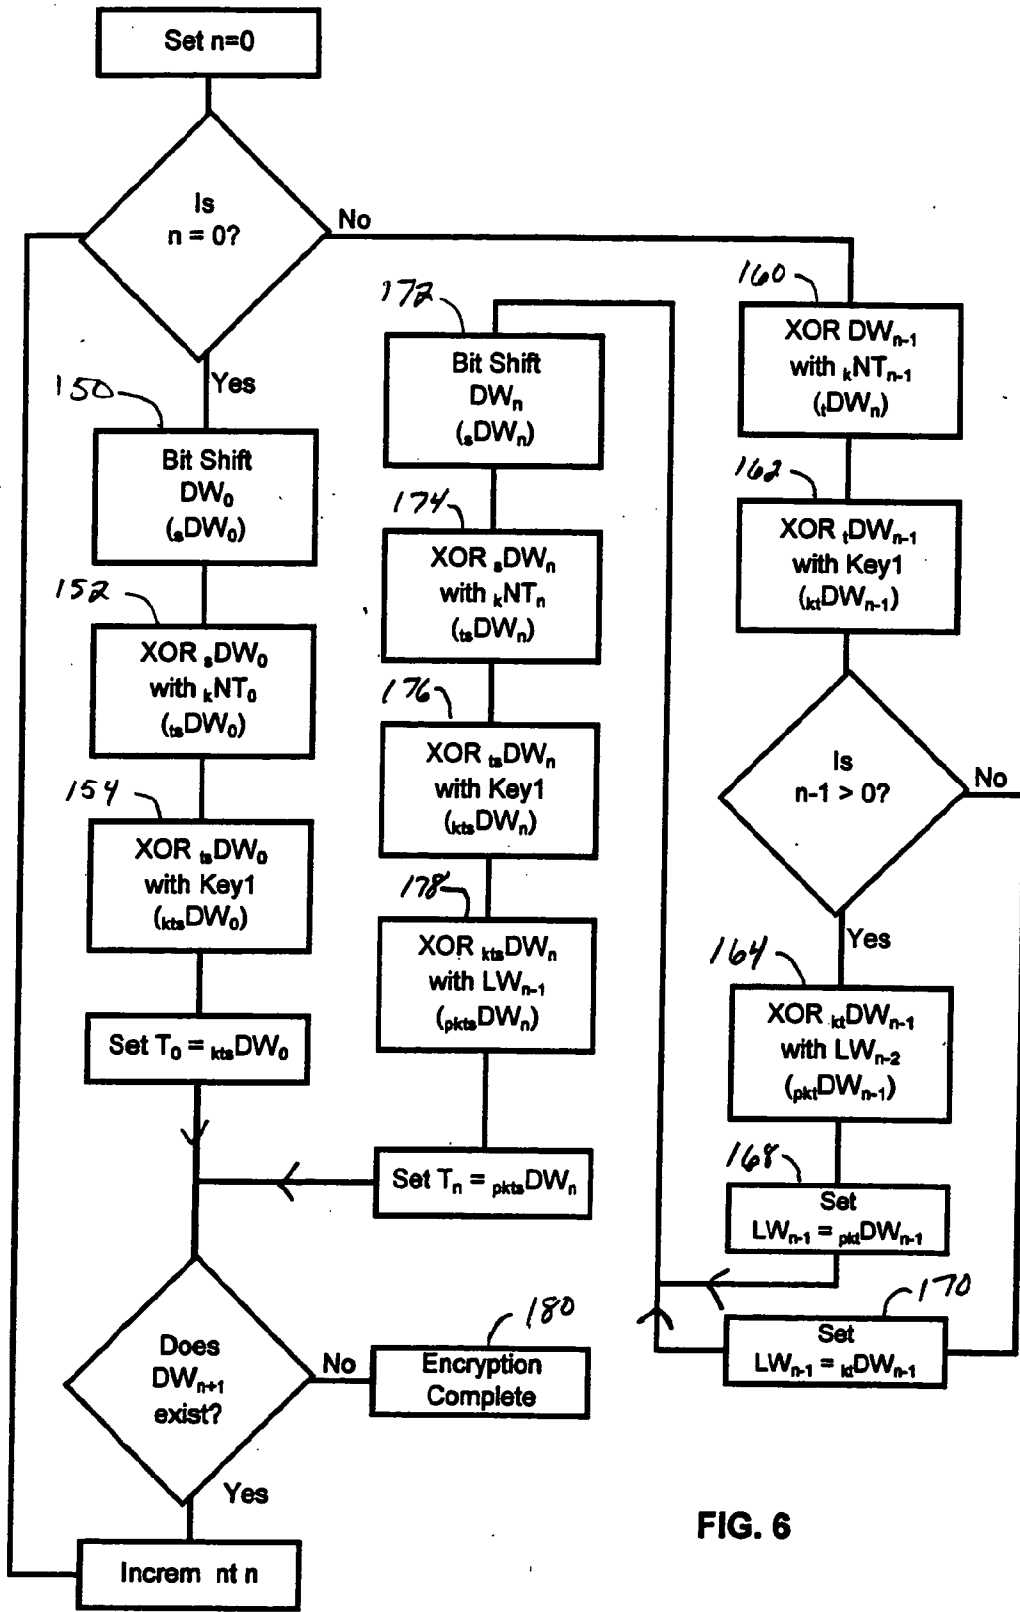 Set n=0
Is
n = 0?
No
Yes
150
Bit Shift
DW₀
(ₛDW₀)
152
XOR ₛDW₀
with ₖNT₀
(ₜₛDW₀)
154
XOR ₜₛDW₀
with Key1
(ₖₜₛDW₀)
Set T₀ = ₖₜₛDW₀
172
Bit Shift
DWₙ
(ₛDWₙ)
174
XOR ₛDWₙ
with ₖNTₙ
(ₜₛDWₙ)
176
XOR ₜₛDWₙ
with Key1
(ₖₜₛDWₙ)
178
XOR ₖₜₛDWₙ
with LWₙ₋₁
(ₚₖₜₛDWₙ)
Set Tₙ = ₚₖₜₛDWₙ
160
XOR DWₙ₋₁
with ₖNTₙ₋₁
(ₜDWₙ)
162
XOR ₜDWₙ₋₁
with Key1
(ₖₜDWₙ₋₁)
Is
n-1 > 0?
No
Yes
164
XOR ₖₜDWₙ₋₁
with LWₙ₋₂
(ₚₖₜDWₙ₋₁)
168
Set
LWₙ₋₁ = ₚₖₜDWₙ₋₁
170
Set
LWₙ₋₁ = ₖₜDWₙ₋₁
Does
DWₙ₊₁
exist?
No
180
Encryption
Complete
Yes
Increm nt n
FIG. 6